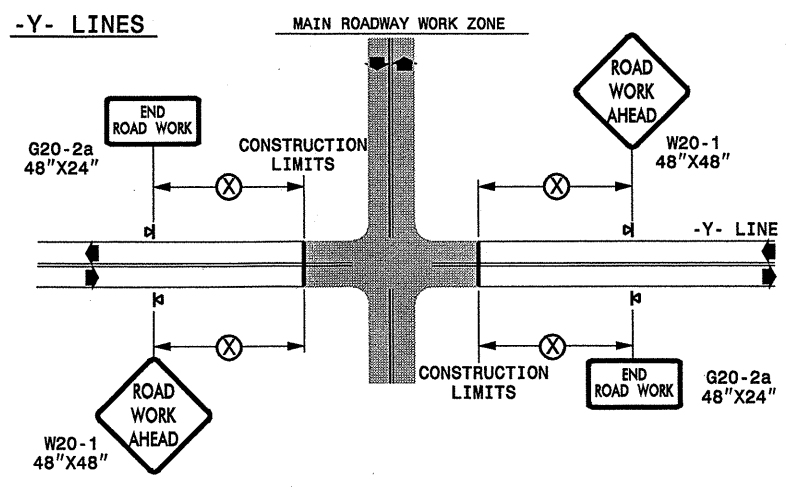 -Y- LINES
MAIN ROADWAY WORK ZONE
END
ROAD WORK
G20-2a
48"X24"
CONSTRUCTION
LIMITS
X
ROAD
WORK
AHEAD
W20-1
48"X48"
X
-Y- LINE
X
ROAD
WORK
AHEAD
W20-1
48"X48"
CONSTRUCTION
LIMITS
X
END
ROAD WORK
G20-2a
48"X24"